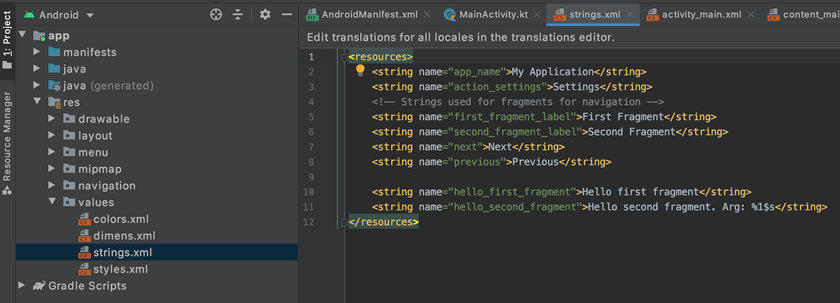 1: Project
Resource Manager
Android
app
manifests
java
java (generated)
res
drawable
layout
menu
mipmap
navigation
values
colors.xml
dimens.xml
strings.xml
styles.xml
Gradle Scripts
AndroidManifest.xml
MainActivity.kt
strings.xml
activity_main.xml
content_mai
Edit translations for all locales in the translations editor.
1 <resources>
2 <string name="app_name">My Application</string>
3 <string name="action_settings">Settings</string>
4 <!-- Strings used for fragments for navigation -->
5 <string name="first_fragment_label">First Fragment</string>
6 <string name="second_fragment_label">Second Fragment</string>
7 <string name="next">Next</string>
8 <string name="previous">Previous</string>
9
10 <string name="hello_first_fragment">Hello first fragment</string>
11 <string name="hello_second_fragment">Hello second fragment. Arg: %1$s</string>
12 </resources>